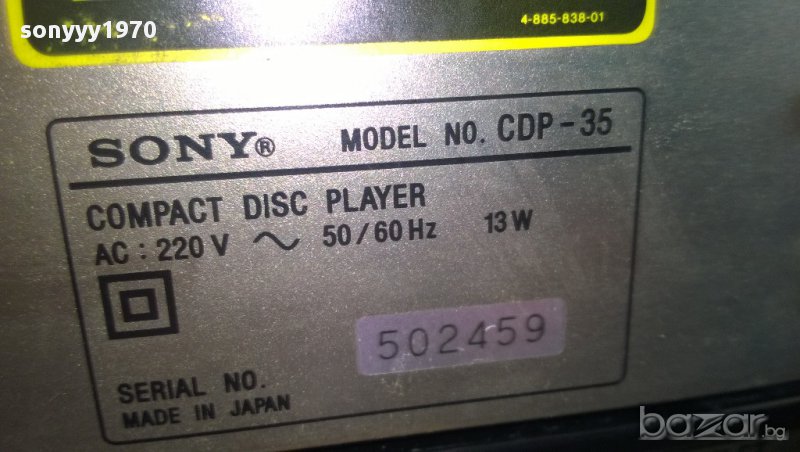 sonyyy1970
4-885-838-01
SONY® MODEL NO. CDP-35
COMPACT DISC PLAYER
AC : 220 V ~ 50/60 Hz 13 W
502459
SERIAL NO.
MADE IN JAPAN
bazar.bg